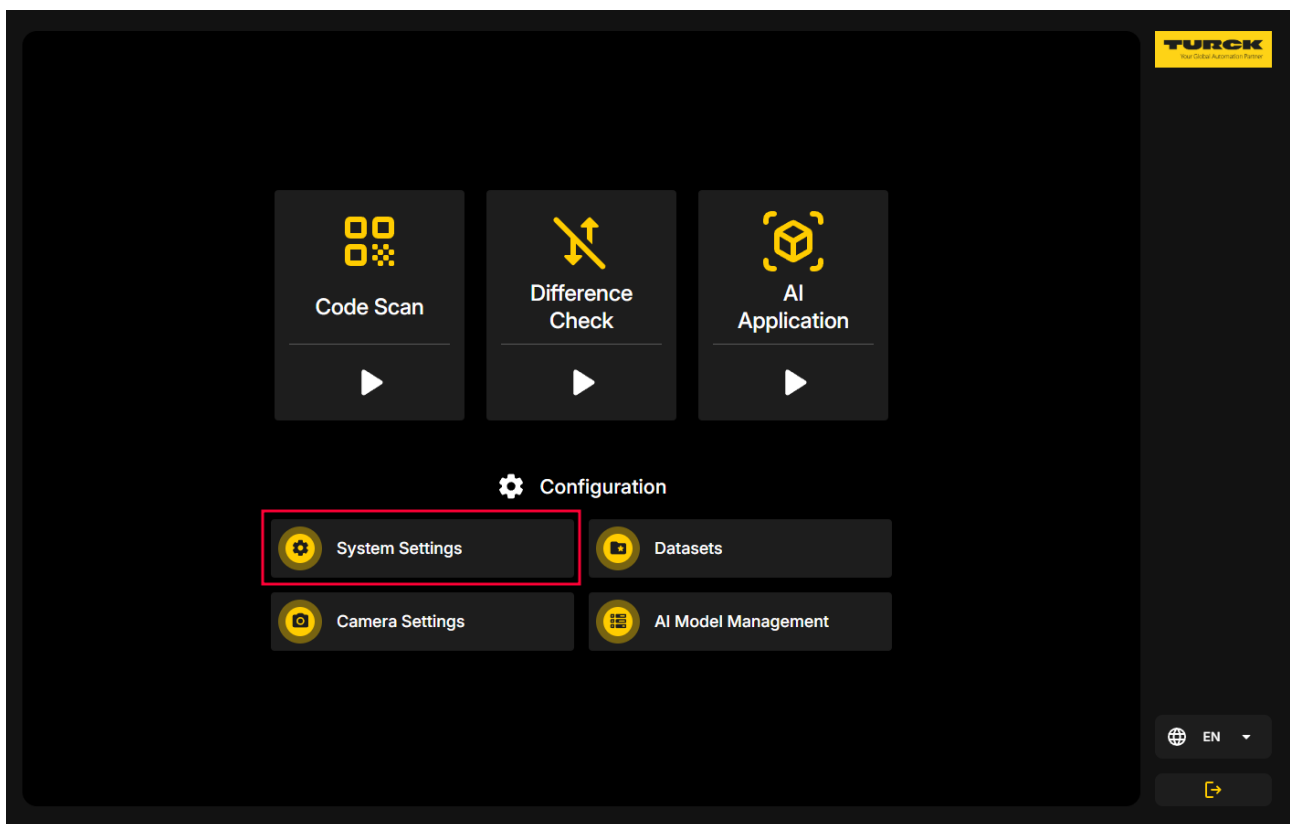 TURCK
Your Global Automation Partner
Code Scan
Difference
Check
AI
Application
Configuration
System Settings
Datasets
Camera Settings
AI Model Management
EN